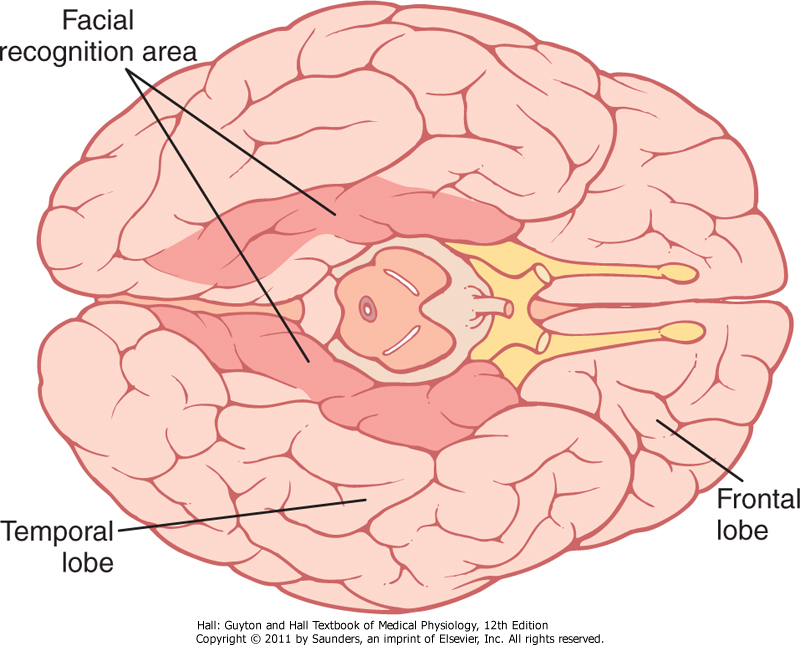 Facial
recognition area
Temporal
lobe
Frontal
lobe
Hall: Guyton and Hall Textbook of Medical Physiology, 12th Edition
Copyright © 2011 by Saunders, an imprint of Elsevier, Inc. All rights reserved.